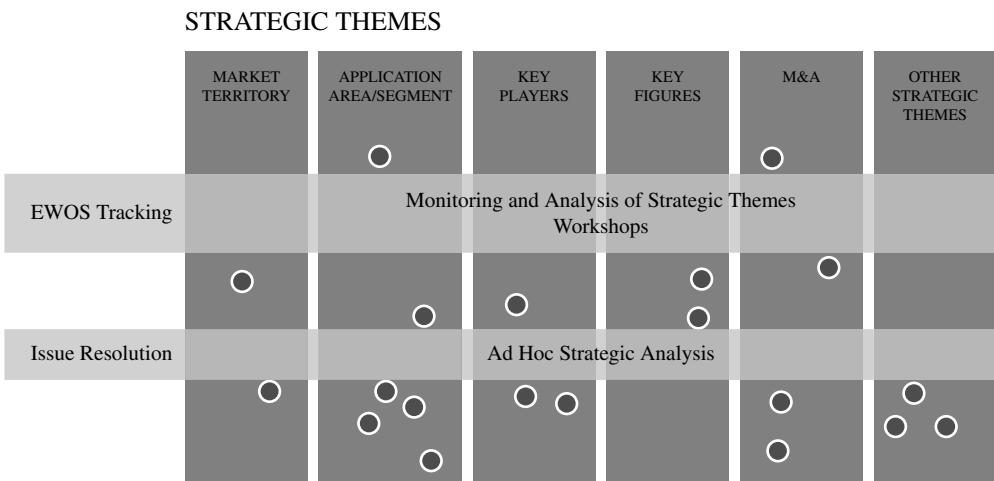 STRATEGIC THEMES
MARKET
TERRITORY
APPLICATION
AREA/SEGMENT
KEY
PLAYERS
KEY
FIGURES
M&A
OTHER
STRATEGIC
THEMES
EWOS Tracking
Monitoring and Analysis of Strategic Themes
Workshops
Issue Resolution
Ad Hoc Strategic Analysis